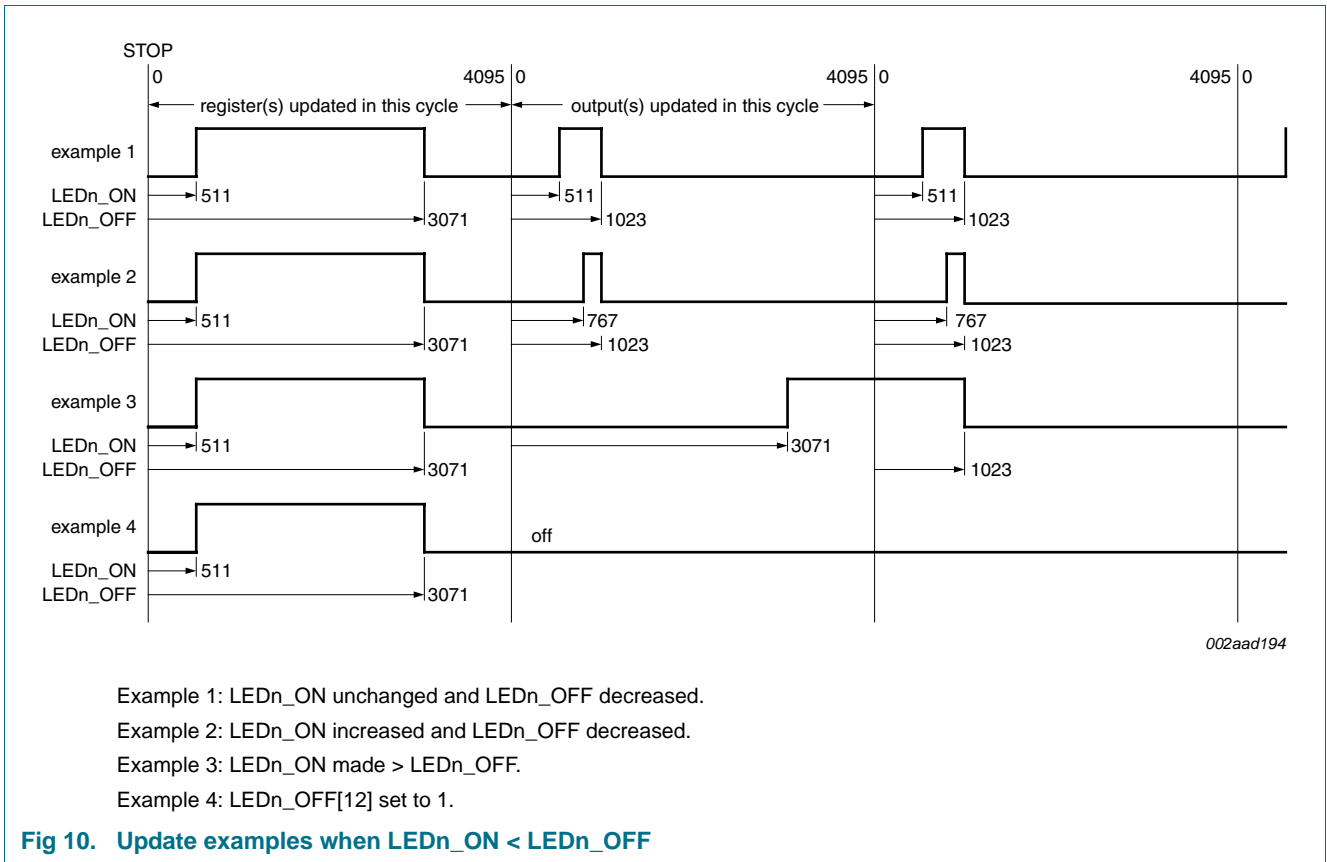 STOP
0 4095 0 4095 0 4095 0
register(s) updated in this cycle output(s) updated in this cycle
example 1
LEDn_ON 511 511 511
LEDn_OFF 3071 1023 1023
example 2
LEDn_ON 511 767 767
LEDn_OFF 3071 1023 1023
example 3
LEDn_ON 511 3071
LEDn_OFF 3071 1023
example 4 off
LEDn_ON 511
LEDn_OFF 3071
002aad194
Example 1: LEDn_ON unchanged and LEDn_OFF decreased.
Example 2: LEDn_ON increased and LEDn_OFF decreased.
Example 3: LEDn_ON made > LEDn_OFF.
Example 4: LEDn_OFF[12] set to 1.
Fig 10. Update examples when LEDn_ON < LEDn_OFF